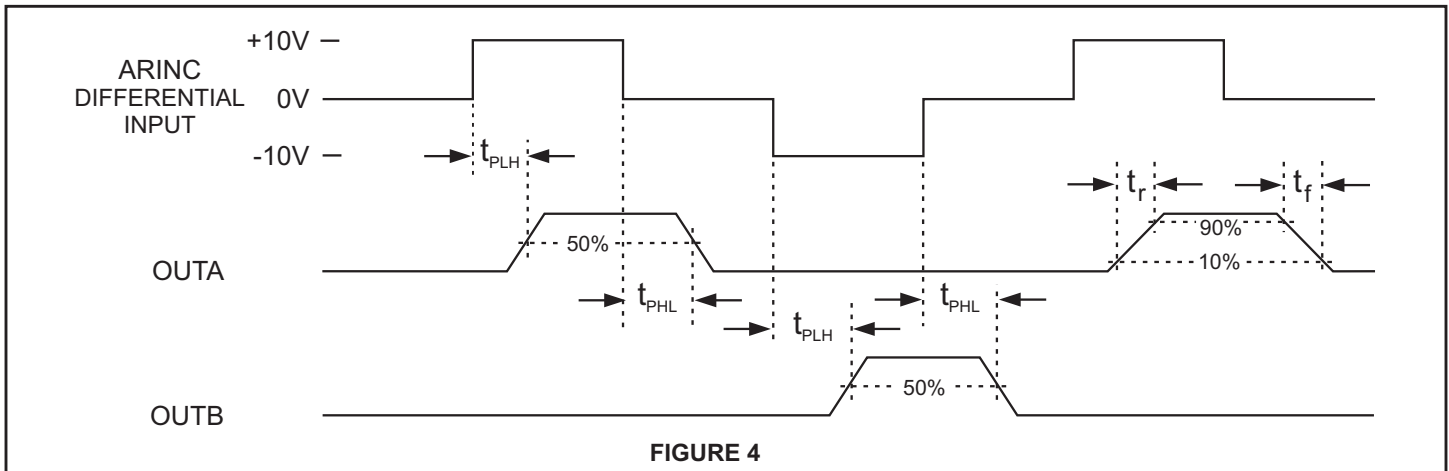 +10V
ARINC
DIFFERENTIAL
INPUT
0V
-10V
tPLH
tr
tf
50%
90%
10%
OUTA
tPHL
tPLH
tPHL
50%
OUTB
FIGURE 4